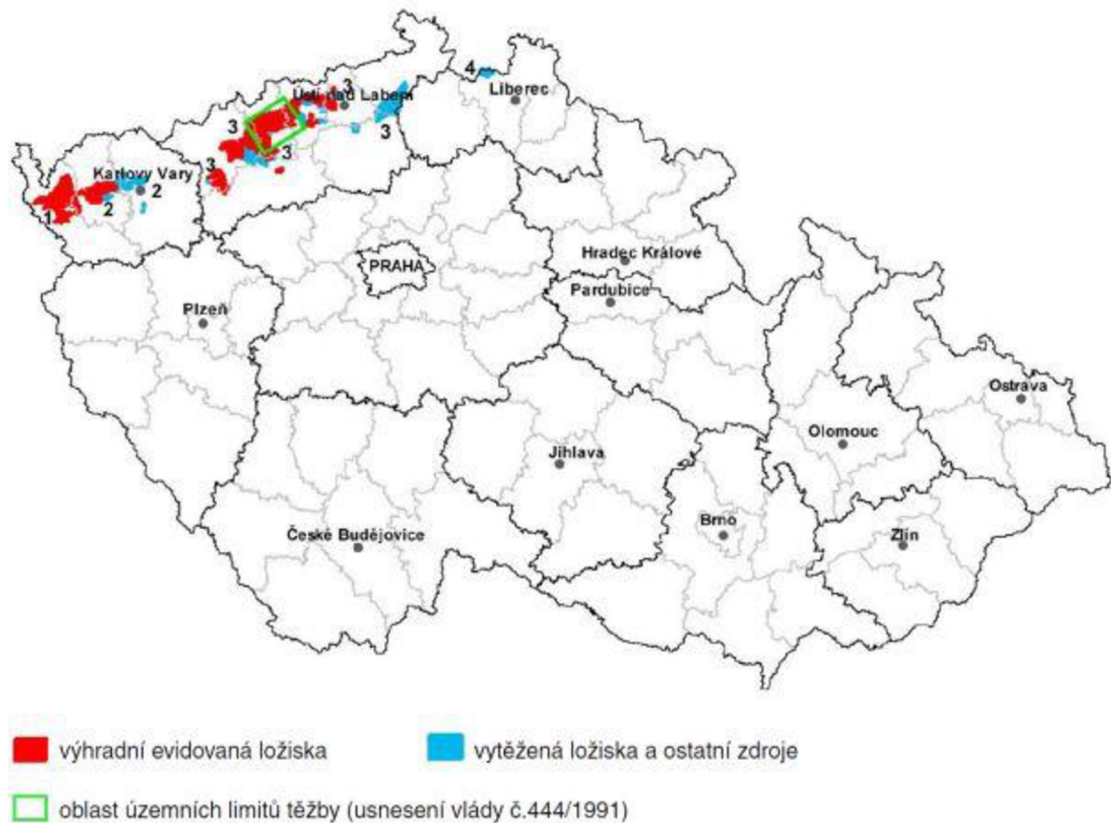 4
Liberec
3
Ústí nad Labem
3
3
3
3
Karlovy Vary
2
2
1
Hradec Králové
PRAHA
Pardubice
Plzeň
Ostrava
Olomouc
Jihlava
Brno
České Budějovice
Zlín
výhradní evidovaná ložiska
vytěžená ložiska a ostatní zdroje
oblast územních limitů těžby (usnesení vlády č.444/1991)